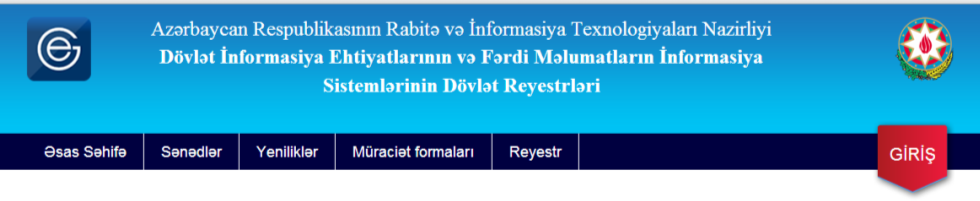 Azərbaycan Respublikasının Rabitə və İnformasiya Texnologiyaları Nazirliyi
Dövlət İnformasiya Ehtiyatlarının və Fərdi Məlumatların İnformasiya
Sistemlərinin Dövlət Reyestrləri
Əsas Səhifə Sənədlər Yeniliklər Müraciət formaları Reyestr GİRİŞ